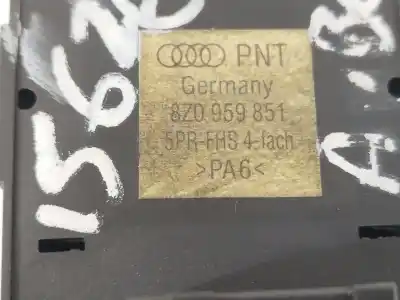 PNT
Germany
8Z0 959 851
5PR-FHS 4-fach
>PA6<